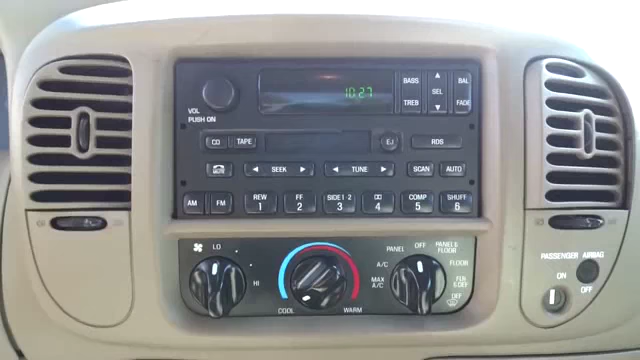 10:27
BASS
SEL
BAL
TREB
FADE
VOL
PUSH ON
CD
TAPE
EJ
RDS
SEEK
TUNE
SCAN
AUTO
AM
FM
REW
1
FF
2
SIDE 1 2
3
4
COMP
5
SHUFF
6
LO
HI
COOL
WARM
PANEL
OFF
PANEL &
FLOOR
A/C
FLOOR
MAX
A/C
FLR
& DEF
DEF
PASSENGER AIRBAG
ON
OFF